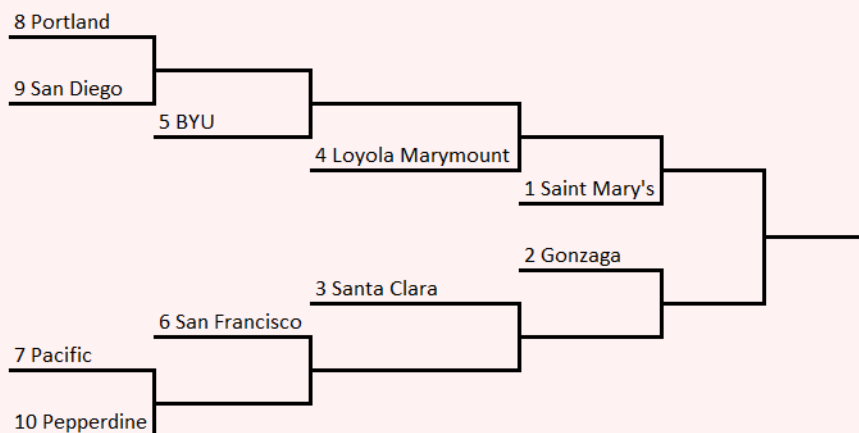 8 Portland
9 San Diego
5 BYU
4 Loyola Marymount
1 Saint Mary's
2 Gonzaga
3 Santa Clara
6 San Francisco
7 Pacific
10 Pepperdine